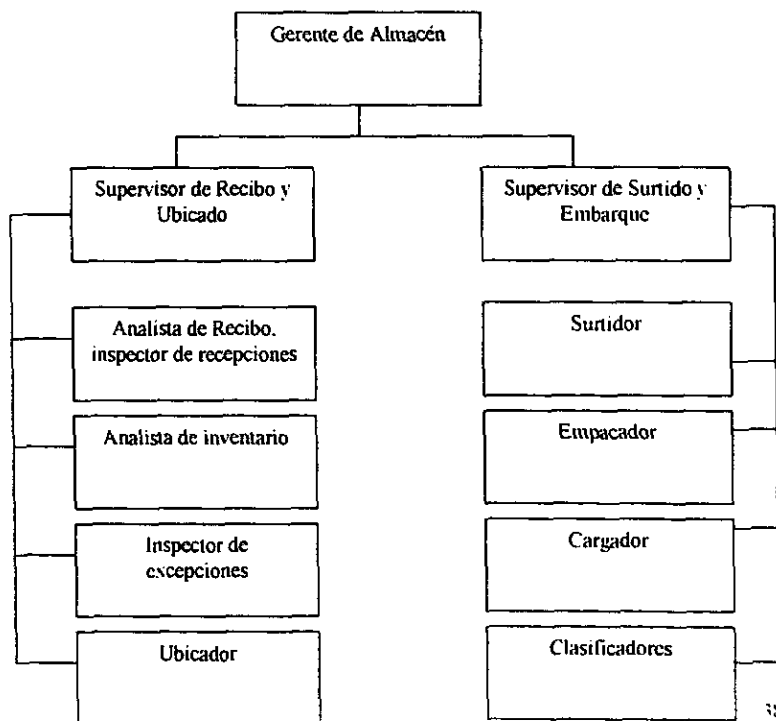 Gerente de Almacén
Supervisor de Recibo y
Ubicado
Supervisor de Surtido y
Embarque
Analista de Recibo.
inspector de recepciones
Analista de inventario
Inspector de
excepciones
Ubicador
Surtidor
Empacador
Cargador
Clasificadores